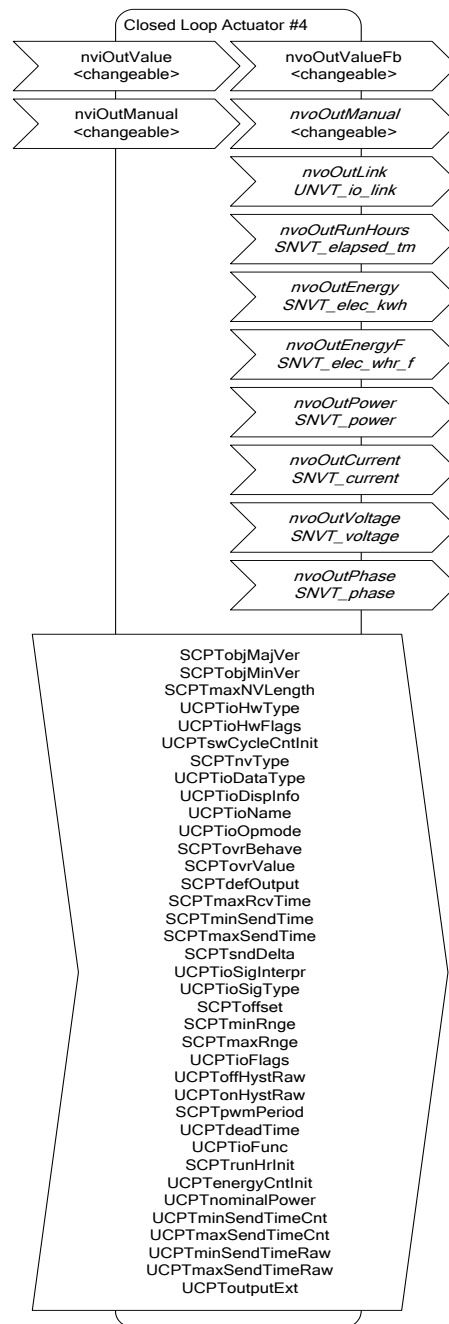 Closed Loop Actuator #4
nviOutValue
<changeable>
nvoOutValueFb
<changeable>
nviOutManual
<changeable>
nvoOutManual
<changeable>
nvoOutLink
UNVT_io_link
nvoOutRunHours
SNVT_elapsed_tm
nvoOutEnergy
SNVT_elec_kwh
nvoOutEnergyF
SNVT_elec_whr_f
nvoOutPower
SNVT_power
nvoOutCurrent
SNVT_current
nvoOutVoltage
SNVT_voltage
nvoOutPhase
SNVT_phase
SCPTobjMajVer
SCPTobjMinVer
SCPTmaxNVLength
UCPTioHwType
UCPTioHwFlags
UCPTswCycleCntInit
SCPTnvType
UCPTioDataType
UCPTioDispInfo
UCPTioName
UCPTioOpmode
SCPTovrBehave
SCPTovrValue
SCPTdefOutput
SCPTmaxRcvTime
SCPTminSendTime
SCPTmaxSendTime
SCPTsndDelta
UCPTioSigInterpr
UCPTioSigType
SCPToffset
SCPTminRnge
SCPTmaxRnge
UCPTioFlags
UCPToffHystRaw
UCPTonHystRaw
SCPTpwmPeriod
UCPTdeadTime
UCPTioFunc
SCPTrunHrInit
UCPTenergyCntInit
UCPTnominalPower
UCPTminSendTimeCnt
UCPTmaxSendTimeCnt
UCPTminSendTimeRaw
UCPTmaxSendTimeRaw
UCPToutputExt